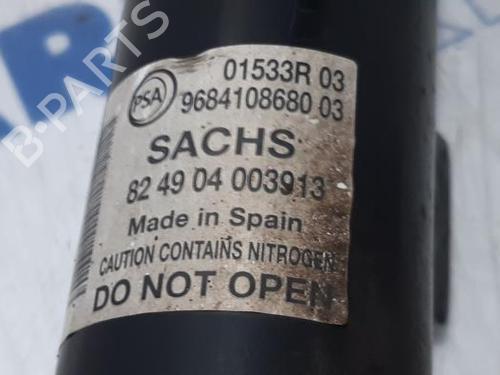 01533R 03
PSA 9684108680 03
SACHS
82 49 04 003913
Made in Spain
CAUTION CONTAINS NITROGEN
DO NOT OPEN
B-PARTS